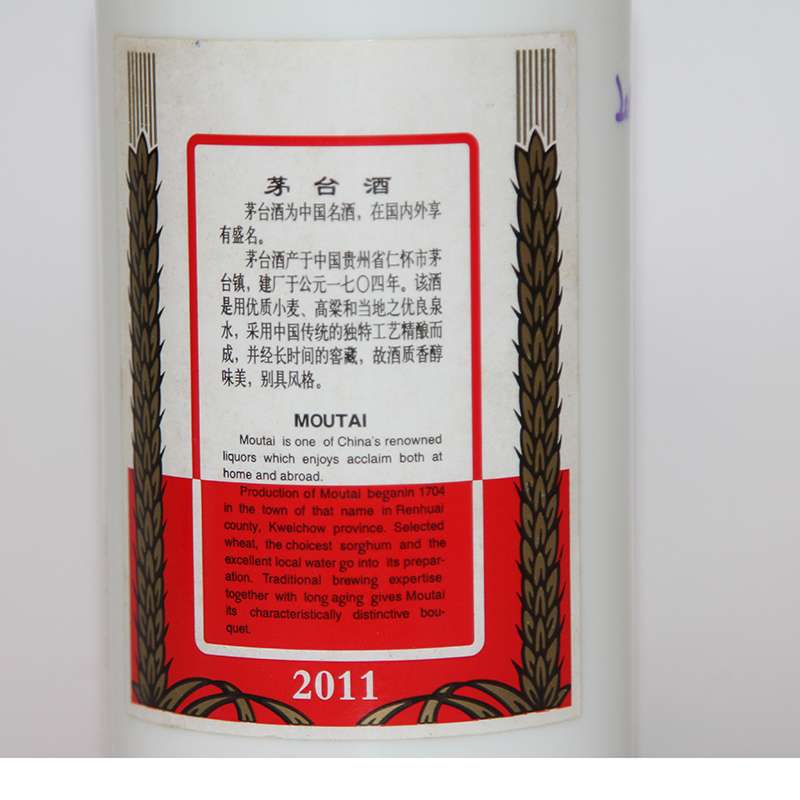 茅台酒
茅台酒为中国名酒，在国内外享
有盛名。
茅台酒产于中国贵州省仁怀市茅
台镇，建厂于公元一七〇四年。该酒
是用优质小麦、高粱和当地之优良泉
水，采用中国传统的独特工艺精酿而
成，并经长时间的窖藏，故酒质香醇
味美，别具风格。
MOUTAI
Moutai is one of China's renowned
liquors which enjoys acclaim both at
home and abroad.
Production of Moutai beganin 1704
in the town of that name in Renhuai
county, Kweichow province. Selected
wheat, the choicest sorghum and the
excellent local water go into its prepar-
ation. Traditional brewing expertise
together with long aging gives Moutai
its characteristically distinctive bou-
quet.
2011